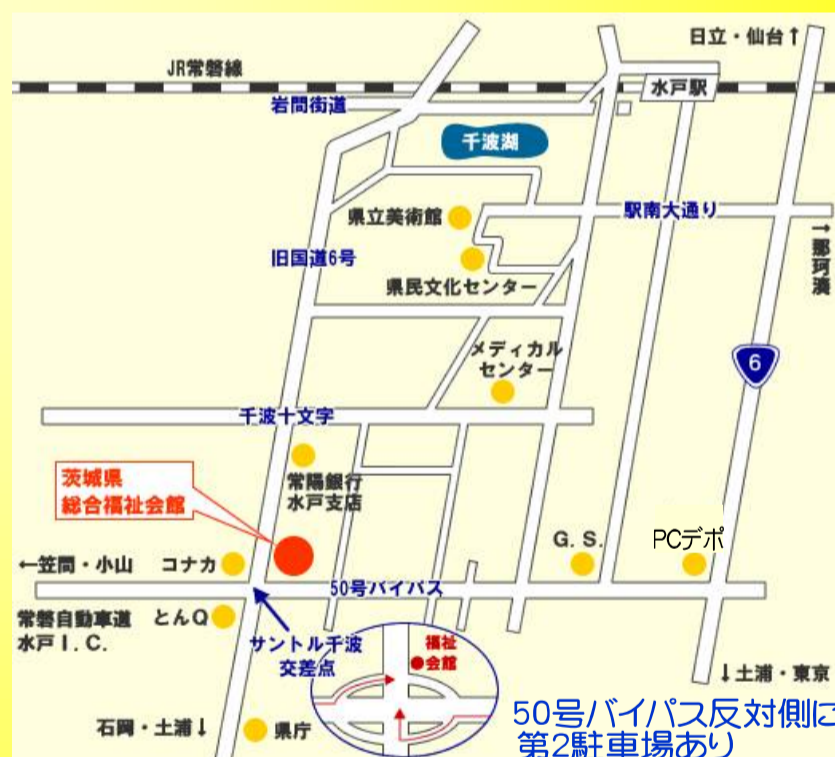 日立・仙台↑
JR常磐線
水戸駅
岩間街道
千波湖
県立美術館
駅南大通り
→那珂湊
旧国道6号
県民文化センター
メディカル
センター
6
千波十文字
茨城県
総合福祉会館
常陽銀行
水戸支店
←笠間・小山
コナカ
G. S.
PCデポ
50号バイパス
常磐自動車道
水戸 I . C.
とんQ
サントル千波
交差点
福祉
会館
↓土浦・東京
石岡・土浦↓
県庁
50号バイパス反対側に
第2駐車場あり